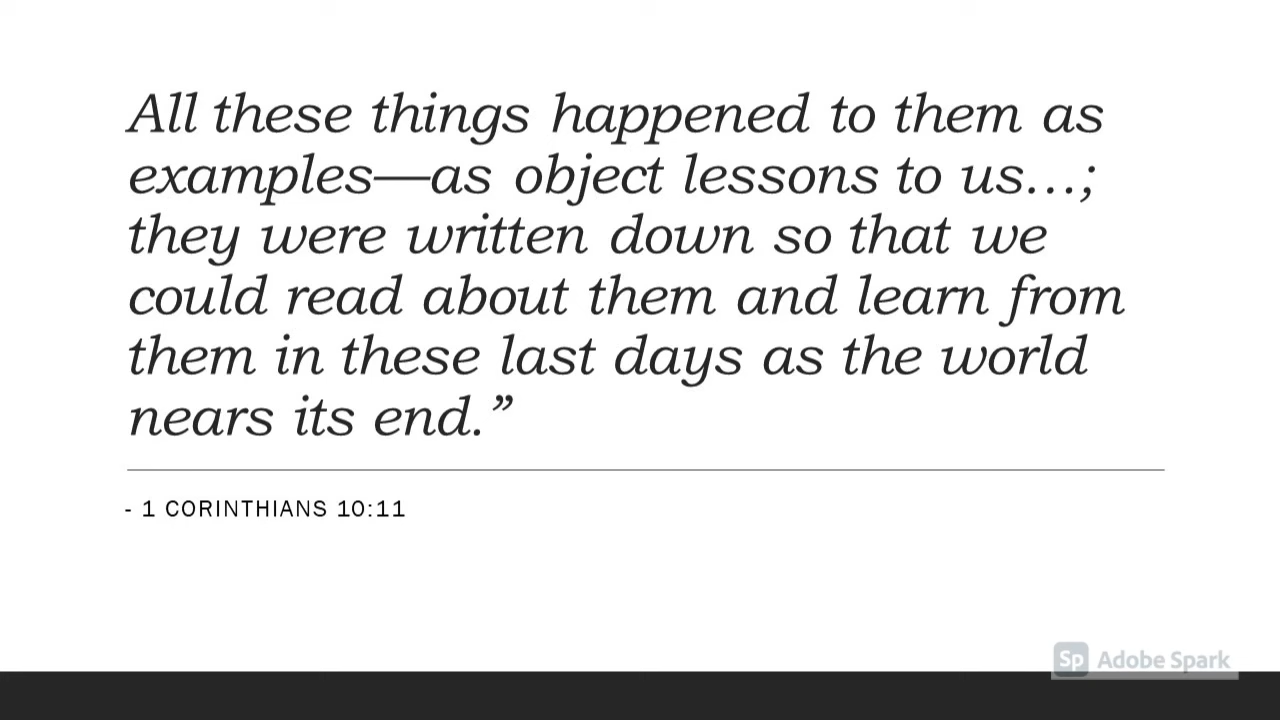 All these things happened to them as
examples—as object lessons to us...;
they were written down so that we
could read about them and learn from
them in these last days as the world
nears its end.”
- 1 CORINTHIANS 10:11
Sp Adobe Spark